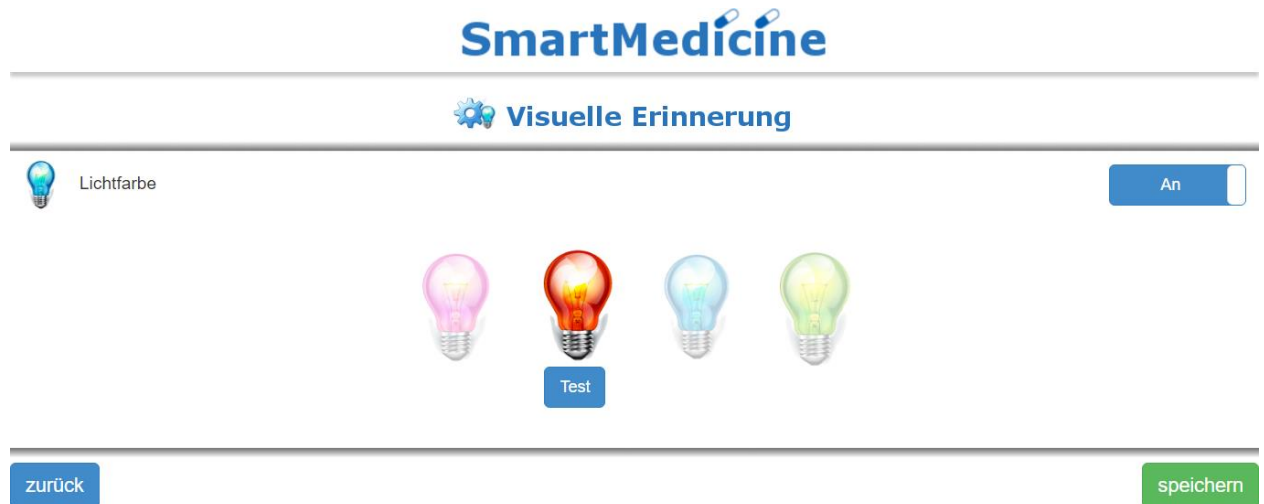 SmartMedicine
Visuelle Erinnerung
Lichtfarbe
An
Test
zurück
speichern